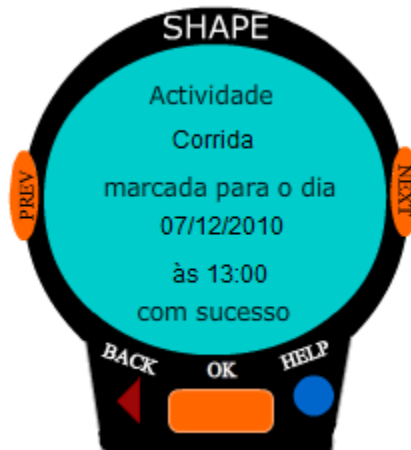 SHAPE
Actividade
Corrida
marcada para o dia
07/12/2010
às 13:00
com sucesso
PREV
NEXT
BACK
OK
HELP